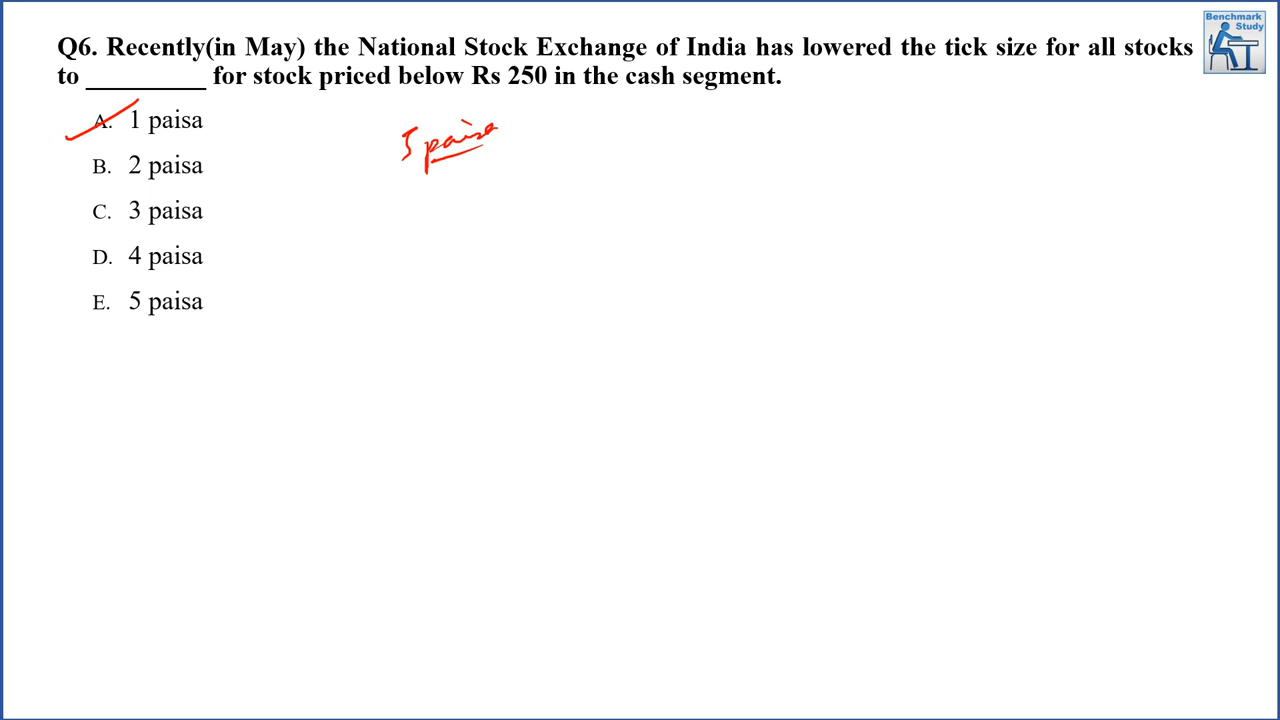 Benchmark
Study
Q6. Recently(in May) the National Stock Exchange of India has lowered the tick size for all stocks
to _________ for stock priced below Rs 250 in the cash segment.
A. 1 paisa
5 paisa
B. 2 paisa
C. 3 paisa
D. 4 paisa
E. 5 paisa